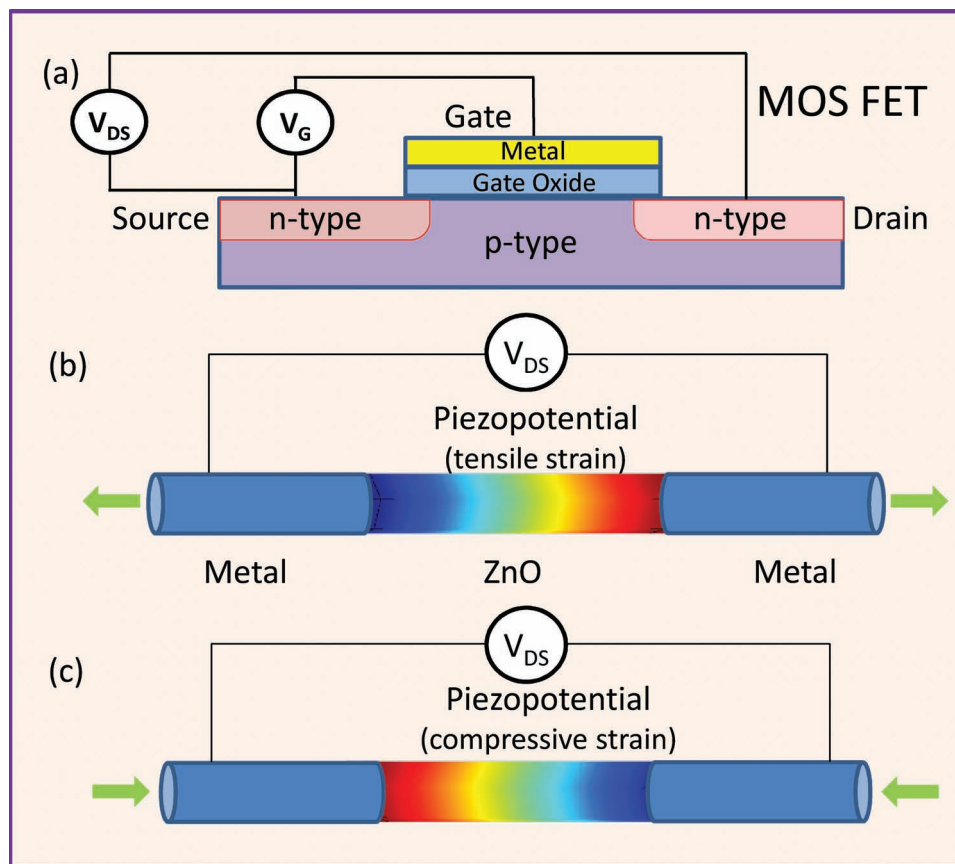 (a)
MOS FET
V_DS
V_G
Gate
Metal
Gate Oxide
Source
n-type
n-type
Drain
p-type
(b)
V_DS
Piezopotential
(tensile strain)
Metal
ZnO
Metal
(c)
V_DS
Piezopotential
(compressive strain)